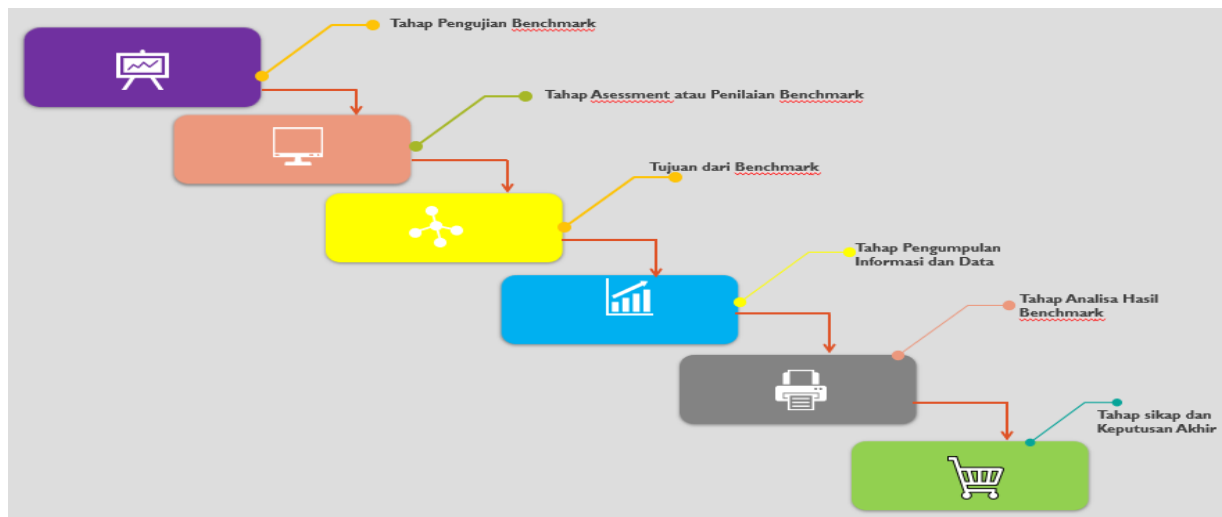 Tahap Pengujian Benchmark
Tahap Asessment atau Penilaian Benchmark
Tujuan dari Benchmark
Tahap Pengumpulan
Informasi dan Data
Tahap Analisa Hasil
Benchmark
Tahap sikap dan
Keputusan Akhir